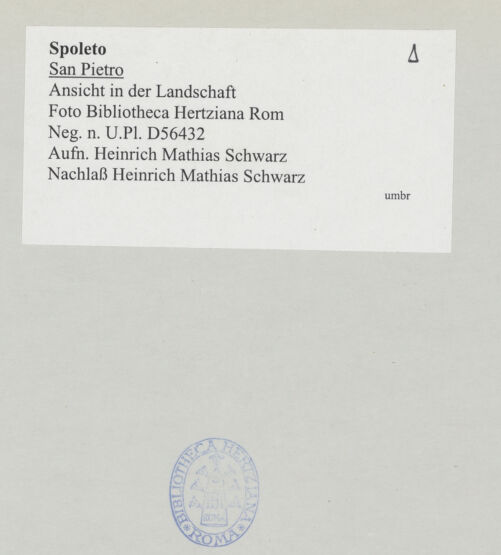 Spoleto
San Pietro
Ansicht in der Landschaft
Foto Bibliotheca Hertziana Rom
Neg. n. U.Pl. D56432
Aufn. Heinrich Mathias Schwarz
Nachlaß Heinrich Mathias Schwarz
umbr
BIBLIOTHECA HERTZIANA
ROMA